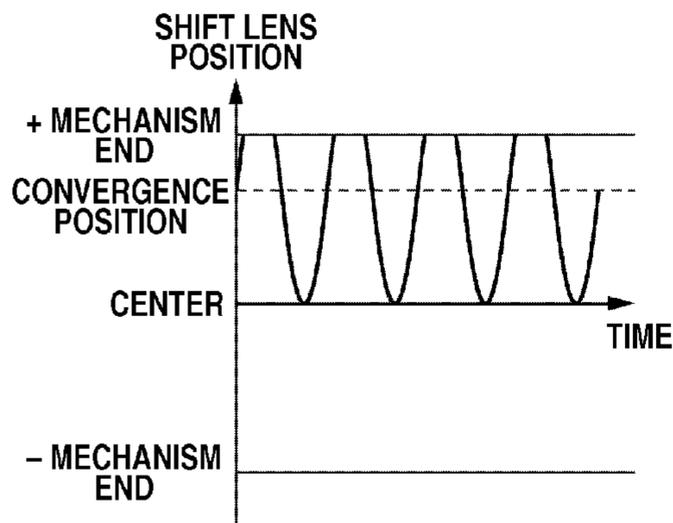 SHIFT LENS
POSITION
+ MECHANISM
END
CONVERGENCE
POSITION
CENTER
TIME
– MECHANISM
END